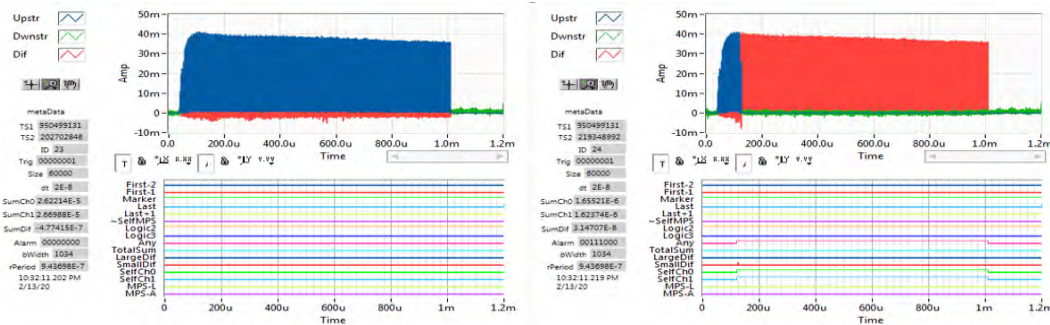 Upstr
Dwnstr
Dif
metaData
TS1 950499131
TS2 202702848
ID 23
Trig 00000001
Size 60000
dt 2E-8
SumCh0 2.62214E-5
SumCh1 2.66988E-5
SumDif -4.77415E-7
Alarm 00000000
bWidth 1034
rPeriod 9.43698E-7
10:32:11.202 PM
2/13/20
Amp
50m
40m
30m
20m
10m
0
-10m
0.0 200.0u 400.0u 600.0u 800.0u 1.0m 1.2m
Time
First-2
First-1
Marker
Last
Last+1
~SelfMPS
Logic2
Logic3
Any
TotalSum
LargeDif
SmallDif
SelfCh0
SelfCh1
MPS-L
MPS-A
0 200u 400u 600u 800u 1m 1.2m
Time
Upstr
Dwnstr
Dif
metaData
TS1 950499131
TS2 219348992
ID 24
Trig 00000001
Size 60000
dt 2E-8
SumCh0 1.65521E-6
SumCh1 1.62374E-6
SumDif 3.14707E-8
Alarm 00111000
bWidth 1034
rPeriod 9.43698E-7
10:32:11.219 PM
2/13/20
Amp
50m
40m
30m
20m
10m
0
-10m
0.0 200.0u 400.0u 600.0u 800.0u 1.0m 1.2m
Time
First-2
First-1
Marker
Last
Last+1
~SelfMPS
Logic2
Logic3
Any
TotalSum
LargeDif
SmallDif
SelfCh0
SelfCh1
MPS-L
MPS-A
0 200u 400u 600u 800u 1m 1.2m
Time